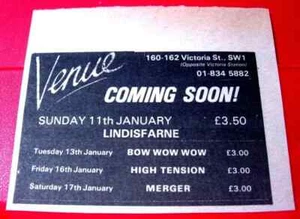 Venue
160-162 Victoria St., SW1
(Opposite Victoria Station)
01-834 5882
COMING SOON!
SUNDAY 11th JANUARY £3.50
LINDISFARNE
Tuesday 13th January BOW WOW WOW £3.00
Friday 16th January HIGH TENSION £3.00
Saturday 17th January MERGER £3.00